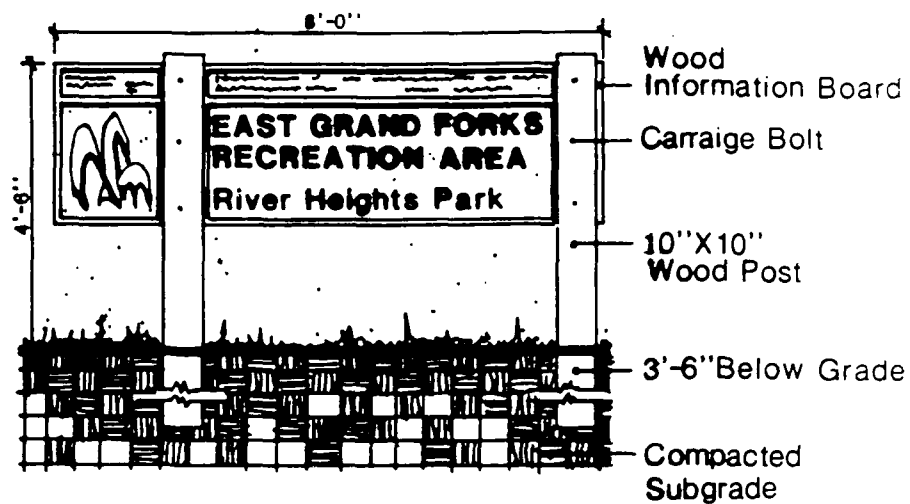 8'-0"
4'-6"
EAST GRAND FORKS
RECREATION AREA
River Heights Park
Wood
Information Board
Carraige Bolt
10"X10"
Wood Post
3'-6"Below Grade
Compacted
Subgrade